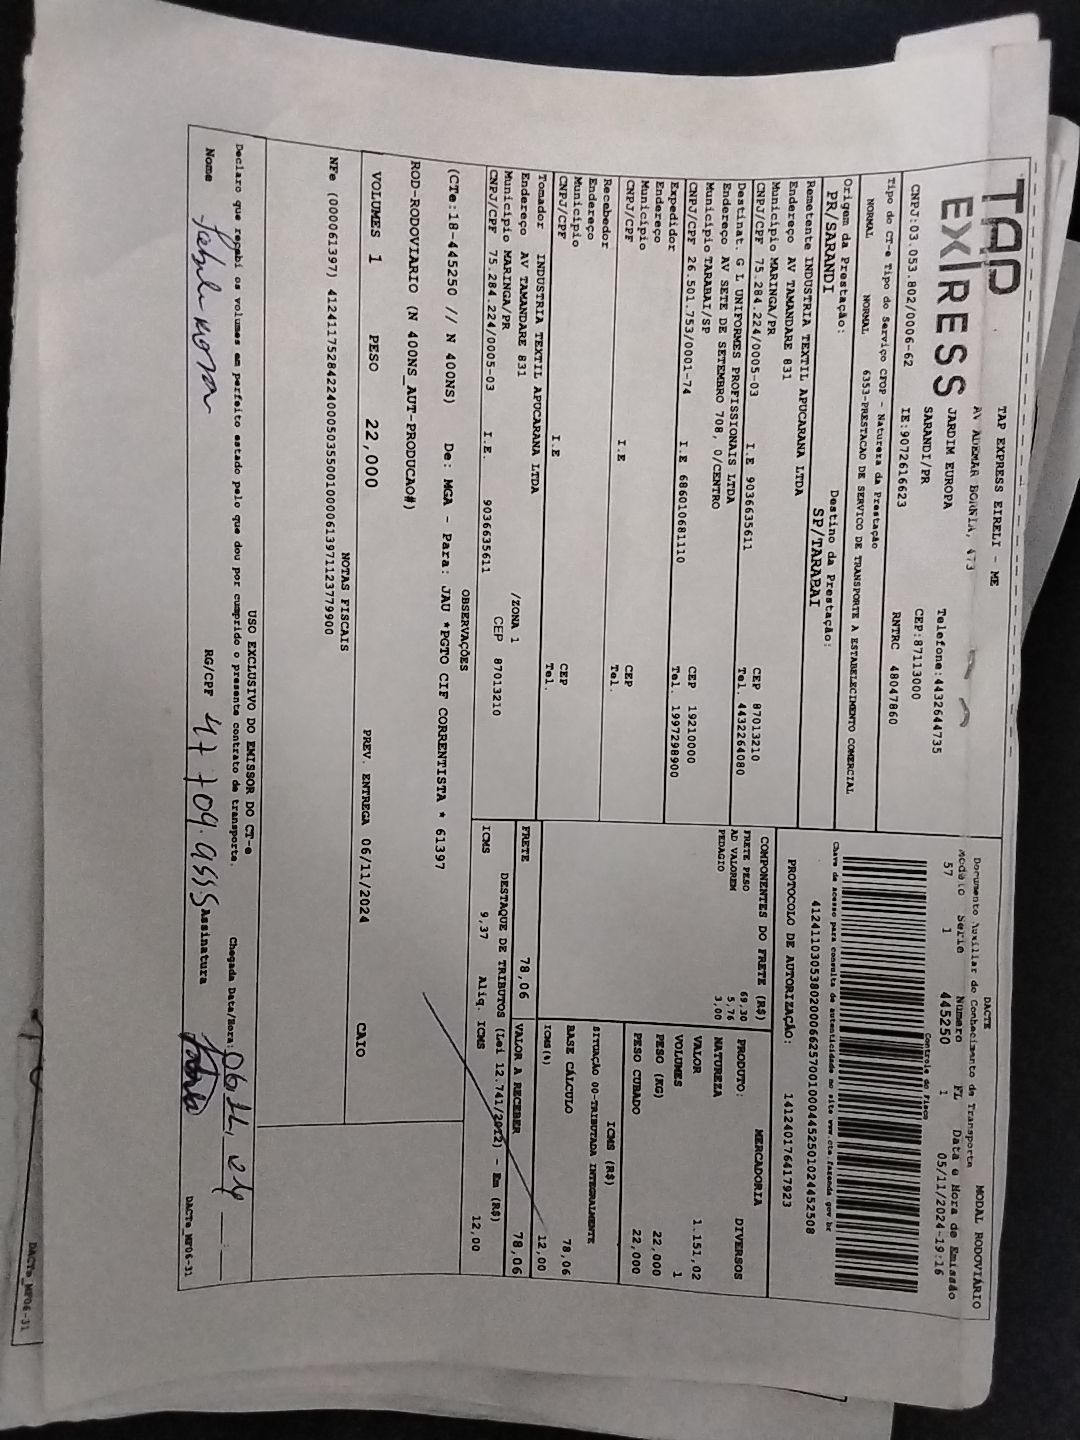 TAP
EX/RESS
TAP EXPRESS EIRELI - ME
473
JARDIM EUROPA
SARANDI/PR
Telefone:4432644735
CEP:87113000
CNPJ:03.053.802/0006-62
IE:9072616623
RNTRC 48047860
Tipo do CT-e Tipo do Serviço CFOP - Natureza da Prestação
NORMAL NORMAL 6353-PRESTACAO DE SERVICO DE TRANSPORTE A ESTABELECIMENTO COMERCIAL
Origem da Prestação: Destino da Prestação:
PR/SARANDI SP/TARABAI
DACTE MODAL RODOVIÁRIO
Documento Auxiliar do Conhecimento de Transporte
Modelo Serie Número FL Data e Hora de Emissão
57 1 445250 1 05/11/2024-19:16
Controle do Fisco
Chave de Acesso para consulta de autenticidade no site www.cte.fazenda.gov.br
41241103053802000662570010004452501024452508
PROTOCOLO DE AUTORIZAÇÃO: 141240176417923
Remetente INDUSTRIA TEXTIL APUCARANA LTDA
Endereço AV TAMANDARE 831
Município MARINGA/PR CEP 87013210
CNPJ/CPF 75.284.224/0005-03 I.E 9036635611 Tel. 4432264080
Destinat. G L UNIFORMES PROFISSIONAIS LTDA
Endereço AV SETE DE SETEMBRO 708, 0/CENTRO
Município TARABAI/SP CEP 19210000
CNPJ/CPF 26.501.753/0001-74 I.E 686010681110 Tel. 1997298900
Expedidor
Endereço
Município CEP
CNPJ/CPF I.E Tel.
Recebedor
Endereço
Município CEP
CNPJ/CPF I.E Tel.
Tomador INDUSTRIA TEXTIL APUCARANA LTDA
Endereço AV TAMANDARE 831 /ZONA 1
Município MARINGA/PR CEP 87013210
CNPJ/CPF 75.284.224/0005-03 I.E. 9036635611
COMPONENTES DO FRETE (R$)
FRETE PESO 69,30
AD VALOREM 5,76
PEDAGIO 3,00
MERCADORIA
PRODUTO: DIVERSOS
NATUREZA
VALOR 1.151,02
VOLUMES 1
PESO (KG) 22,000
PESO CUBADO 22,000
ICMS (R$)
SITUAÇÃO 00-TRIBUTADA INTEGRALMENTE
BASE CÁLCULO 78,06
ICMS(%) 12,00
FRETE 78,06 VALOR A RECEBER 78,06
DESTAQUE DE TRIBUTOS (Lei 12.741/2012) - Em (R$)
ICMS 9,37 Aliq. ICMS 12,00
OBSERVAÇÕES
(CTe:18-445250 // N 400NS) De: MGA - Para: JAU *PGTO CIF CORRENTISTA * 61397
ROD-RODOVIARIO (N 400NS_AUT-PRODUCAO#)
VOLUMES 1 PESO 22,000 PREV. ENTREGA 06/11/2024 CAIO
NOTAS FISCAIS
NFe (000061397) 41241175284224000503550010000613971123779900
USO EXCLUSIVO DO EMISSOR DO CT-e
Declaro que recebi os volumes em perfeito estado pelo que dou por cumprido o presente contrato de transporte. Chegada Data/Hora: 06, 11, 24 __:__
Nome RG/CPF 47 709.955 5 Assinatura
DACTe_MF06-31
DACTe_MF06-31